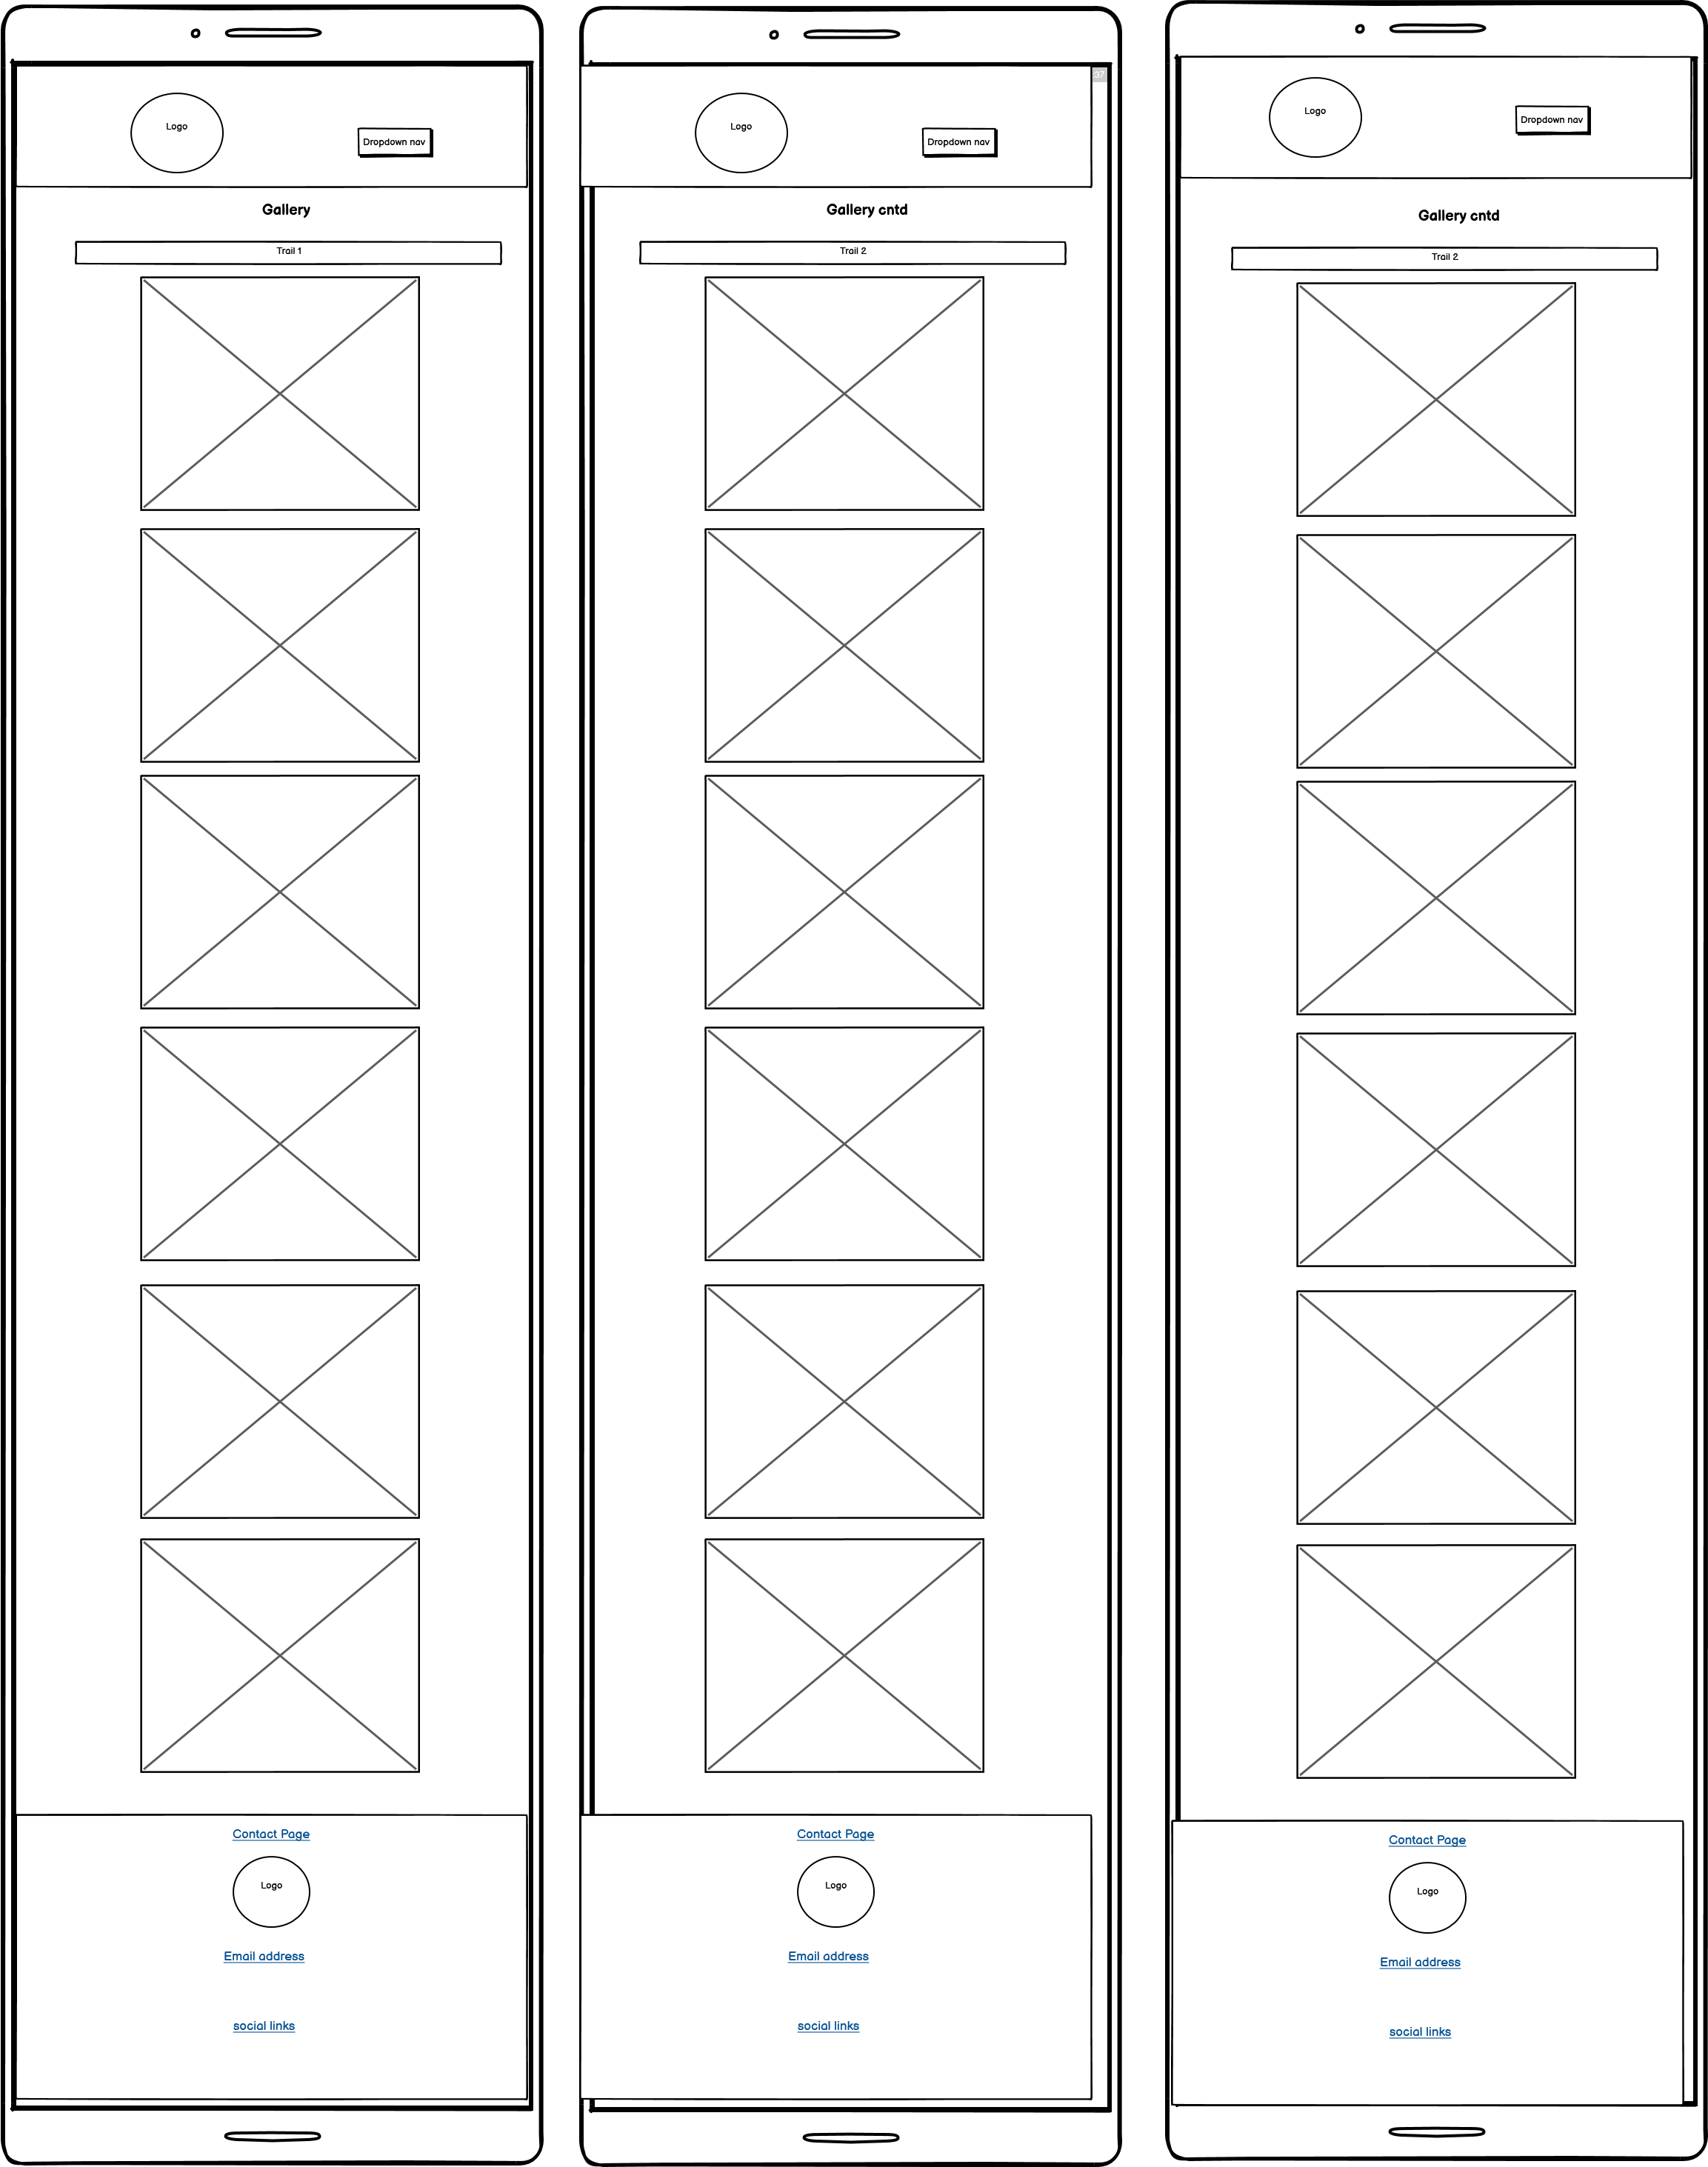 Logo
Dropdown nav
Gallery
Trail 1
Contact Page
Logo
Email address
social links
:37
Logo
Dropdown nav
Gallery cntd
Trail 2
Contact Page
Logo
Email address
social links
Logo
Dropdown nav
Gallery cntd
Trail 2
Contact Page
Logo
Email address
social links